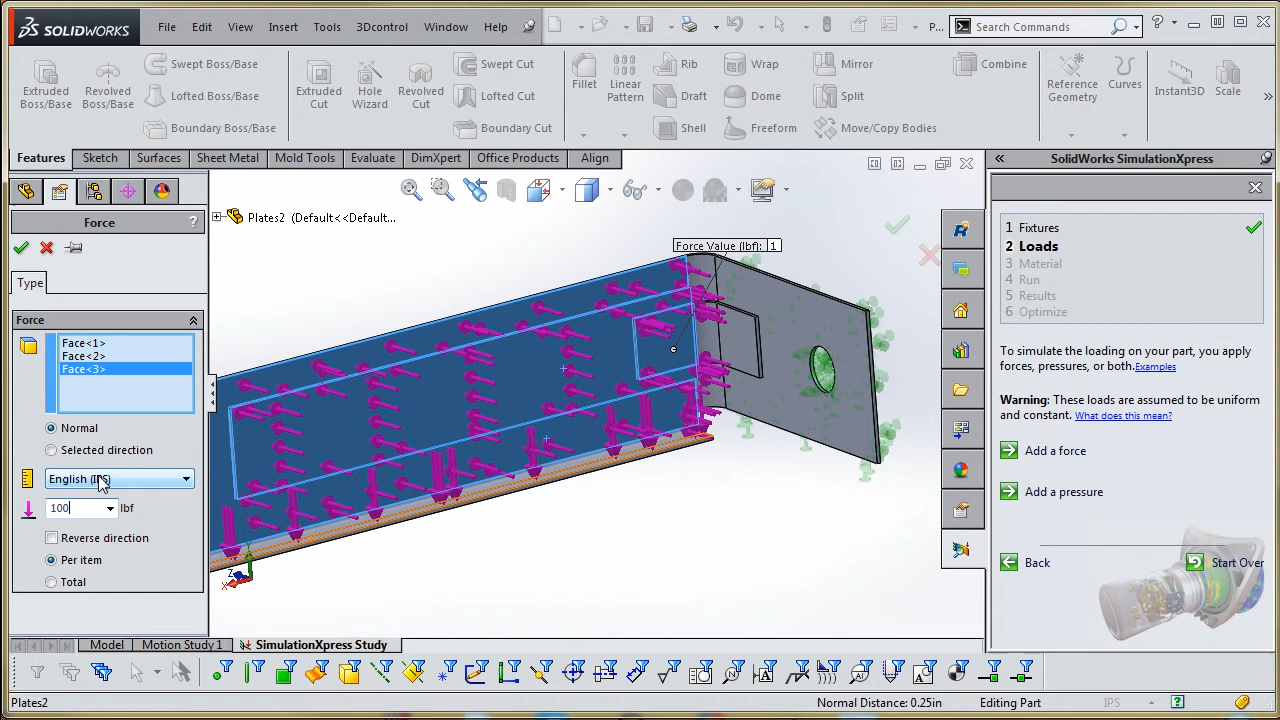 SOLIDWORKS File Edit View Insert Tools 3Dcontrol Window Help P... Search Commands ?
Extruded Boss/Base
Revolved Boss/Base
Swept Boss/Base
Lofted Boss/Base
Boundary Boss/Base
Extruded Cut
Hole Wizard
Revolved Cut
Swept Cut
Lofted Cut
Boundary Cut
Fillet
Linear Pattern
Rib
Draft
Shell
Wrap
Dome
Freeform
Mirror
Split
Move/Copy Bodies
Combine
Reference Geometry
Curves
Instant3D
Scale
Features Sketch Surfaces Sheet Metal Mold Tools Evaluate DimXpert Office Products Align
Force ?
Type
Force
Face<1>
Face<2>
Face<3>
Normal
Selected direction
English (IPS)
100 lbf
Reverse direction
Per item
Total
Plates2 (Default<<Default...
Force Value (lbf): 1
Y
Z
X
SolidWorks SimulationXpress
1 Fixtures
2 Loads
3 Material
4 Run
5 Results
6 Optimize
To simulate the loading on your part, you apply
forces, pressures, or both. Examples
Warning: These loads are assumed to be uniform
and constant. What does this mean?
Add a force
Add a pressure
Back Start Over
Model Motion Study 1 SimulationXpress Study
Plates2 Normal Distance: 0.25in Editing Part IPS ?